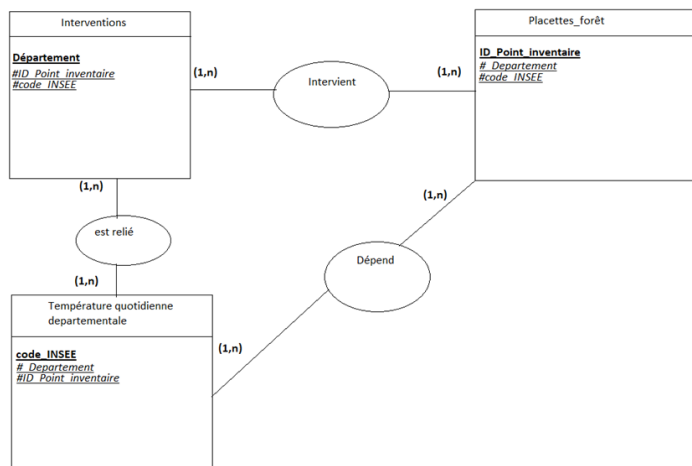 Interventions
Département
#ID_Point_inventaire
#code_INSEE
(1,n)
Intervient
(1,n)
Placettes_forêt
ID_Point_inventaire
#_Departement
#code_INSEE
(1,n)
est relié
(1,n)
(1,n)
Dépend
(1,n)
Température quotidienne
departementale
code_INSEE
#_Departement
#ID_Point_inventaire